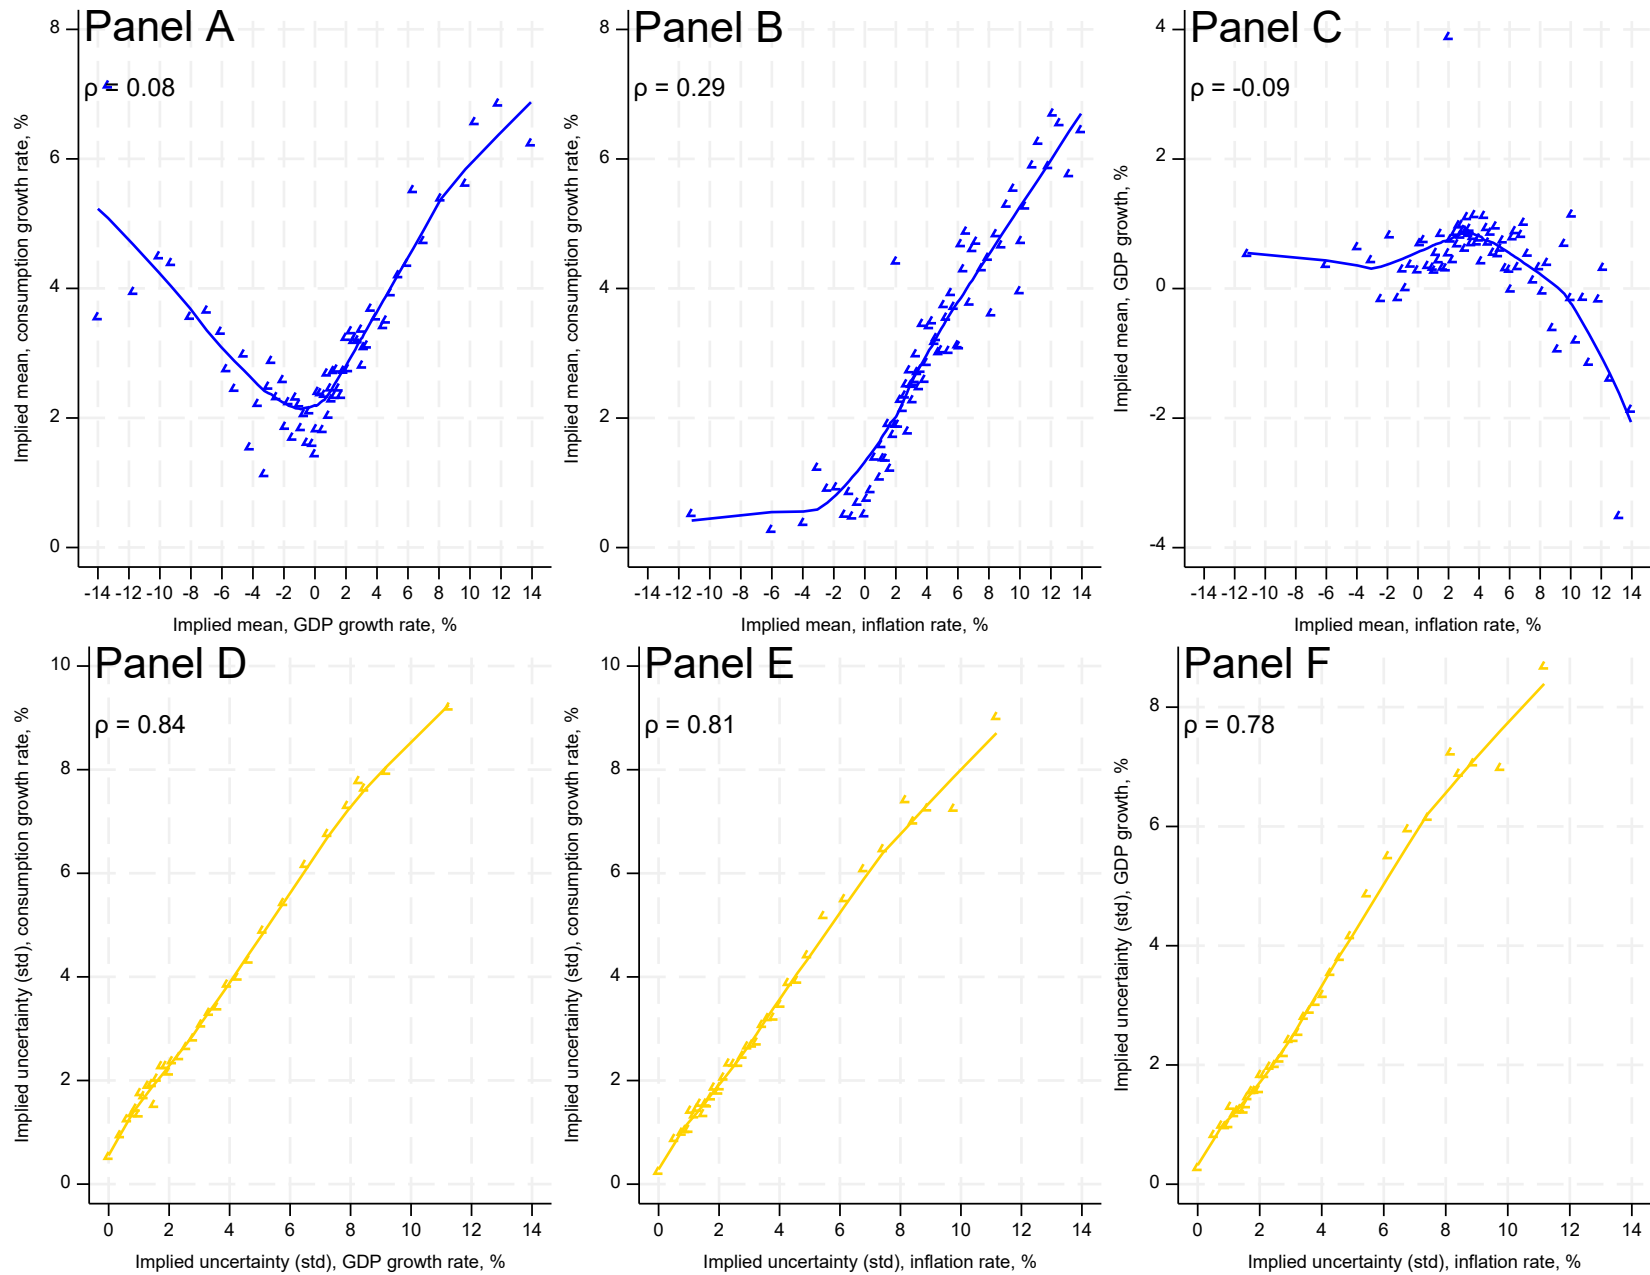 Panel A
ρ = 0.08
Implied mean, consumption growth rate, %
8
6
4
2
0
-14 -12 -10 -8 -6 -4 -2 0 2 4 6 8 10 12 14
Implied mean, GDP growth rate, %
Panel B
ρ = 0.29
Implied mean, consumption growth rate, %
8
6
4
2
0
-14 -12 -10 -8 -6 -4 -2 0 2 4 6 8 10 12 14
Implied mean, inflation rate, %
Panel C
ρ = -0.09
Implied mean, GDP growth, %
4
2
0
-2
-4
-14 -12 -10 -8 -6 -4 -2 0 2 4 6 8 10 12 14
Implied mean, inflation rate, %
Panel D
ρ = 0.84
Implied uncertainty (std), consumption growth rate, %
10
8
6
4
2
0
0 2 4 6 8 10 12 14
Implied uncertainty (std), GDP growth rate, %
Panel E
ρ = 0.81
Implied uncertainty (std), consumption growth rate, %
10
8
6
4
2
0
0 2 4 6 8 10 12 14
Implied uncertainty (std), inflation rate, %
Panel F
ρ = 0.78
Implied uncertainty (std), GDP growth, %
8
6
4
2
0
0 2 4 6 8 10 12 14
Implied uncertainty (std), inflation rate, %